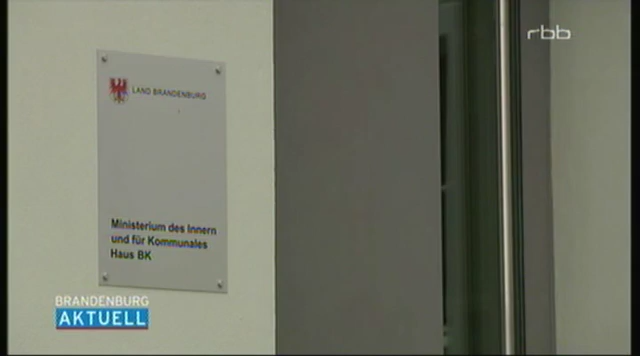 rbb
LAND BRANDENBURG
Ministerium des Innern
und für Kommunales
Haus BK
BRANDENBURG
AKTUELL